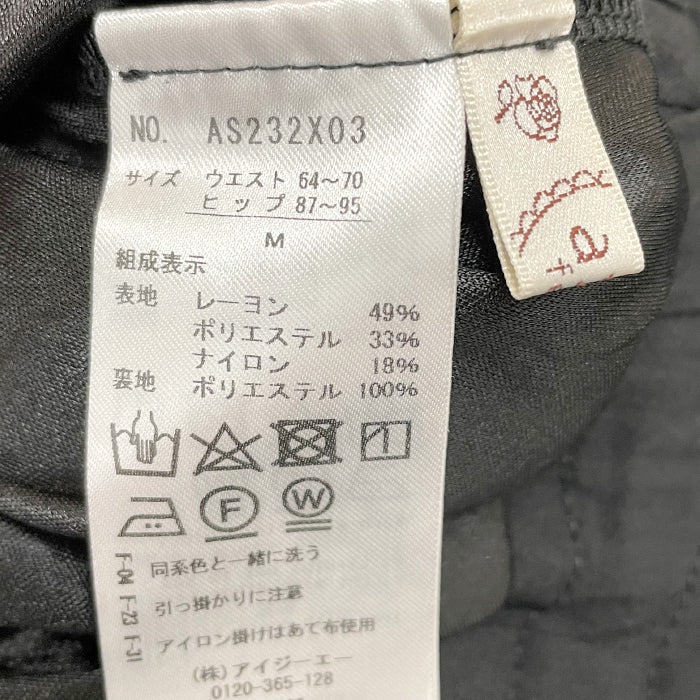 NO. AS232X03
サイズ ウエスト 64~70
ヒップ 87~95
M
組成表示
表地 レーヨン 49%
ポリエステル 33%
ナイロン 18%
裏地 ポリエステル 100%
F W
F-04 同系色と一緒に洗う
F-23 引っ掛かりに注意
F-31 アイロン掛けはあて布使用
(株)アイジーエー
0120-365-128
a